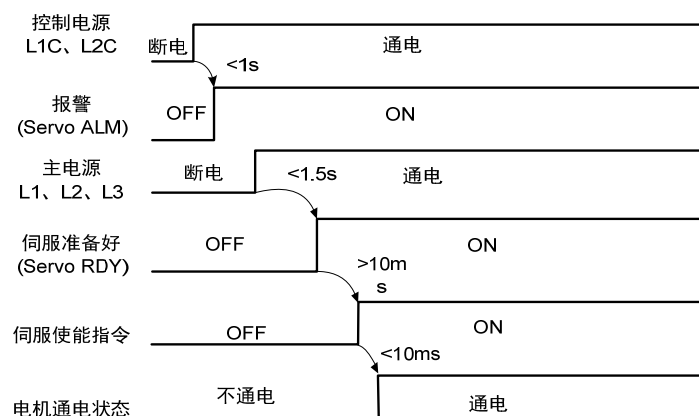 控制电源
L1C、L2C
断电
通电
<1s
报警
(Servo ALM)
OFF
ON
主电源
L1、L2、L3
断电
<1.5s
通电
伺服准备好
(Servo RDY)
OFF
ON
>10m
s
伺服使能指令
OFF
ON
<10ms
电机通电状态
不通电
通电